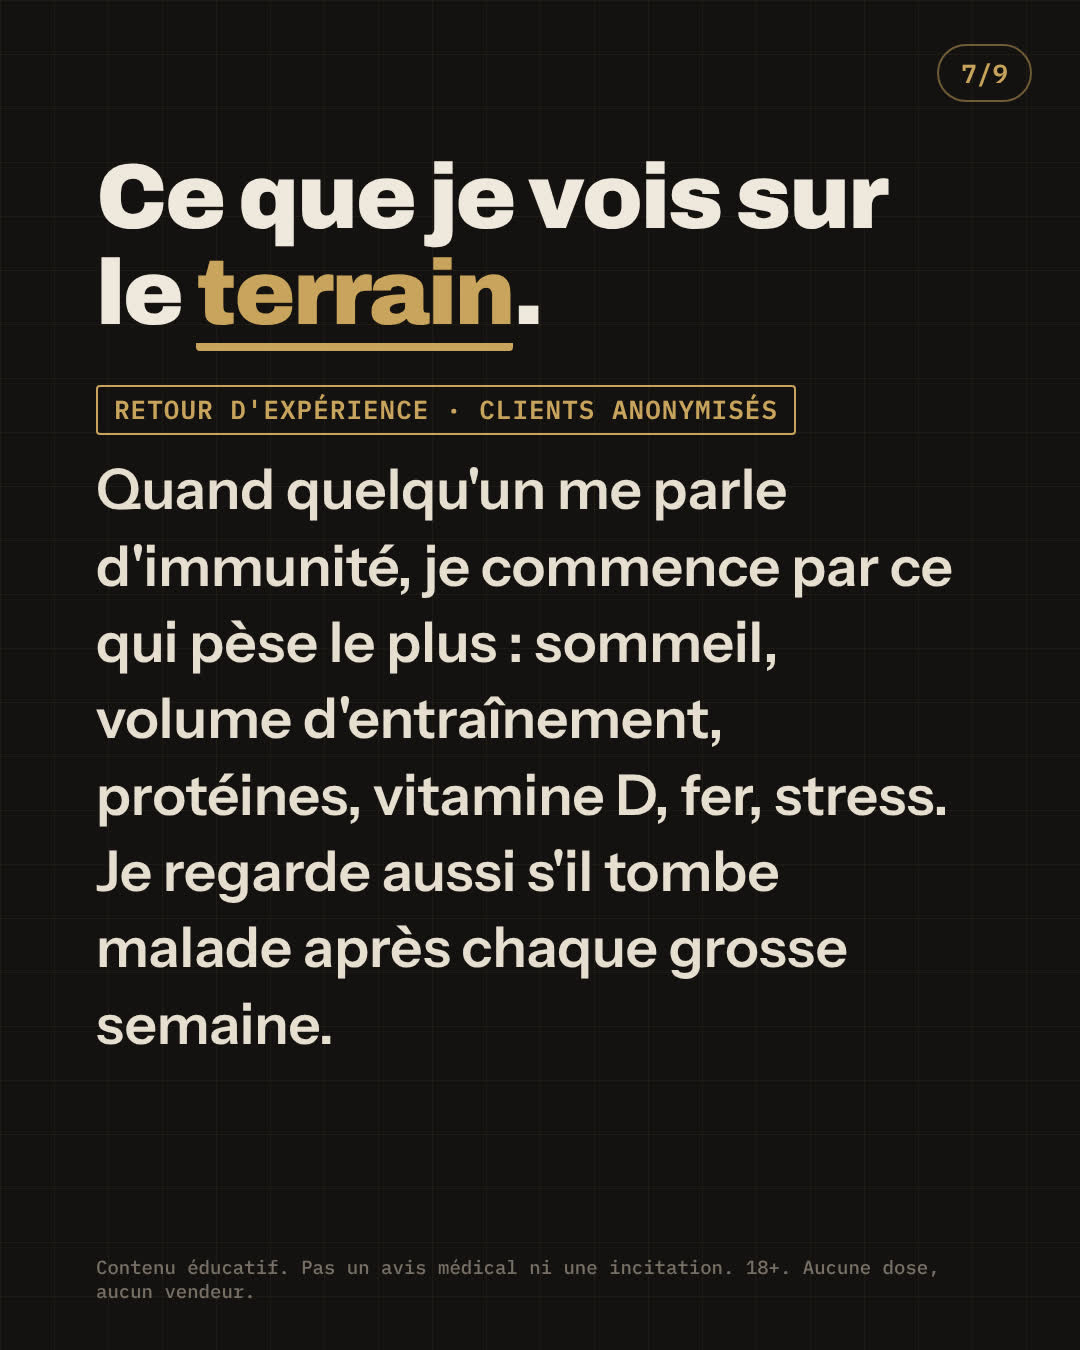 7/9
Ce que je vois sur
le terrain.
RETOUR D'EXPÉRIENCE · CLIENTS ANONYMISÉS
Quand quelqu'un me parle
d'immunité, je commence par ce
qui pèse le plus : sommeil,
volume d'entraînement,
protéines, vitamine D, fer, stress.
Je regarde aussi s'il tombe
malade après chaque grosse
semaine.
Contenu éducatif. Pas un avis médical ni une incitation. 18+. Aucune dose,
aucun vendeur.